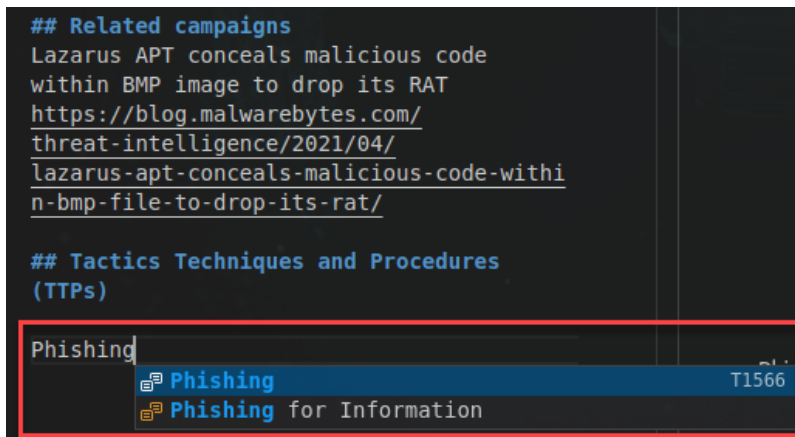 ## Related campaigns
Lazarus APT conceals malicious code
within BMP image to drop its RAT
https://blog.malwarebytes.com/
threat-intelligence/2021/04/
lazarus-apt-conceals-malicious-code-withi
n-bmp-file-to-drop-its-rat/
## Tactics Techniques and Procedures
(TTPs)
Phishing
Phishing T1566
Phishing for Information